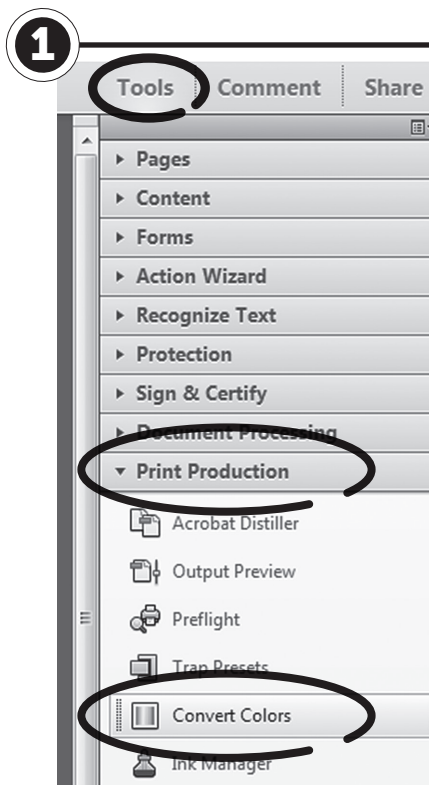 1
Tools Comment Share
Pages
Content
Forms
Action Wizard
Recognize Text
Protection
Sign & Certify
Document Processing
Print Production
Acrobat Distiller
Output Preview
Preflight
Trap Presets
Convert Colors
Ink Manager